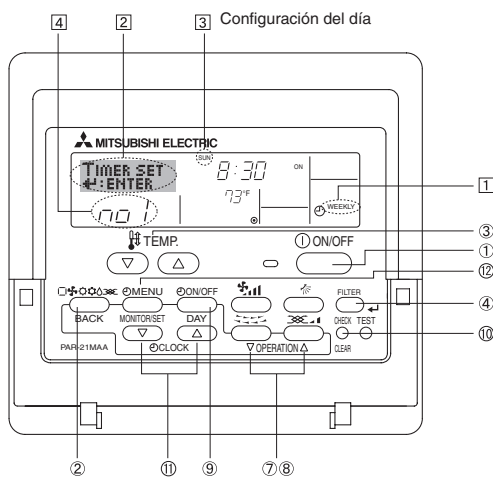 4 2 3 Configuración del día
MITSUBISHI ELECTRIC
TIMER SET
:ENTER
SUN
8:30
ON
73°F
WEEKLY
no 1
1
TEMP.
ON/OFF
3
1
12
MENU
ON/OFF
FILTER
BACK
MONITOR/SET
DAY
CHECK TEST
4
PAR-21MAA
CLOCK
OPERATION
CLEAR
10
② ⑪ ⑨ ⑦⑧